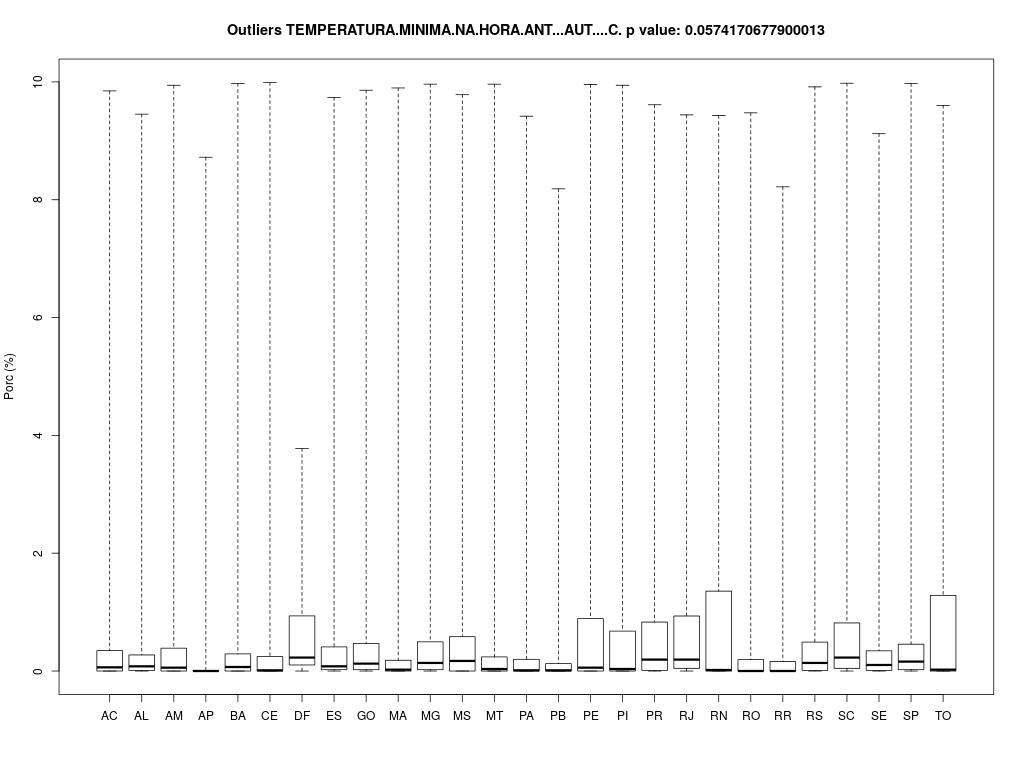 Outliers TEMPERATURA.MINIMA.NA.HORA.ANT...AUT....C. p value: 0.0574170677900013
10
8
6
4
2
0
Porc (%)
AC AL AM AP BA CE DF ES GO MA MG MS MT PA PB PE PI PR RJ RN RO RR RS SC SE SP TO